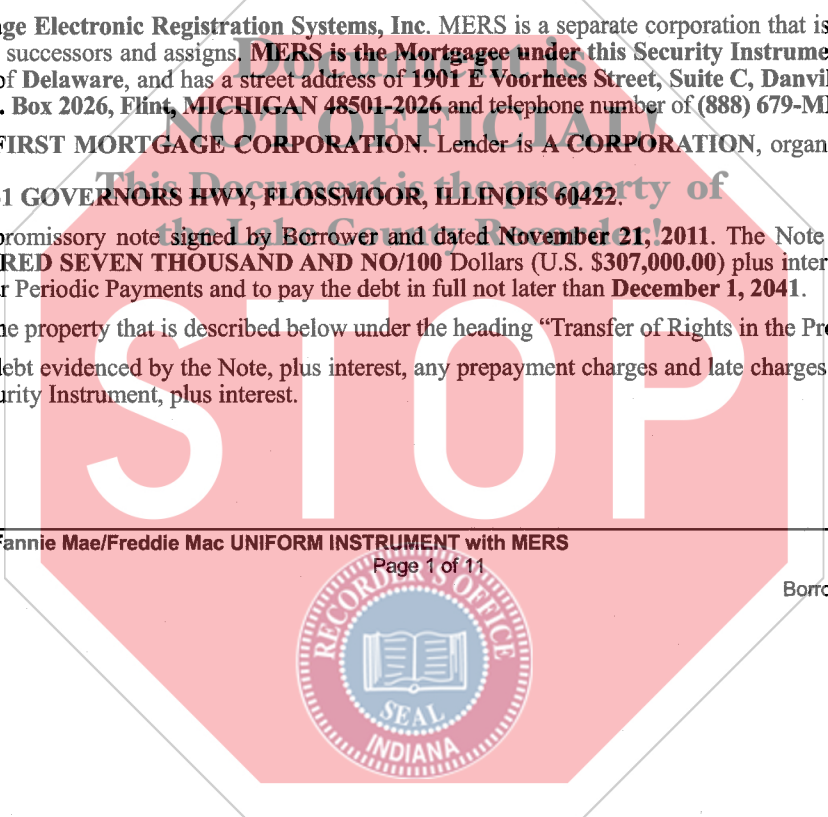 ge Electronic Registration Systems, Inc. MERS is a separate corporation that is
successors and assigns. MERS is the Mortgagee under this Security Instrume
of Delaware, and has a street address of 1901 E Voorhees Street, Suite C, Danvil
. Box 2026, Flint, MICHIGAN 48501-2026 and telephone number of (888) 679-ME
FIRST MORTGAGE CORPORATION. Lender is A CORPORATION, organ
1 GOVERNORS HWY, FLOSSMOOR, ILLINOIS 60422.
promissory note signed by Borrower and dated November 21, 2011. The Note
RED SEVEN THOUSAND AND NO/100 Dollars (U.S. $307,000.00) plus inter
r Periodic Payments and to pay the debt in full not later than December 1, 2041.
he property that is described below under the heading “Transfer of Rights in the Pro
ebt evidenced by the Note, plus interest, any prepayment charges and late charges
urity Instrument, plus interest.
Document is
NOT OFFICIAL!
This Document is the property of
the Lake County Recorder!
STOP
Fannie Mae/Freddie Mac UNIFORM INSTRUMENT with MERS
Page 1 of 11
Borro
RECORDER'S OFFICE
SEAL
INDIANA